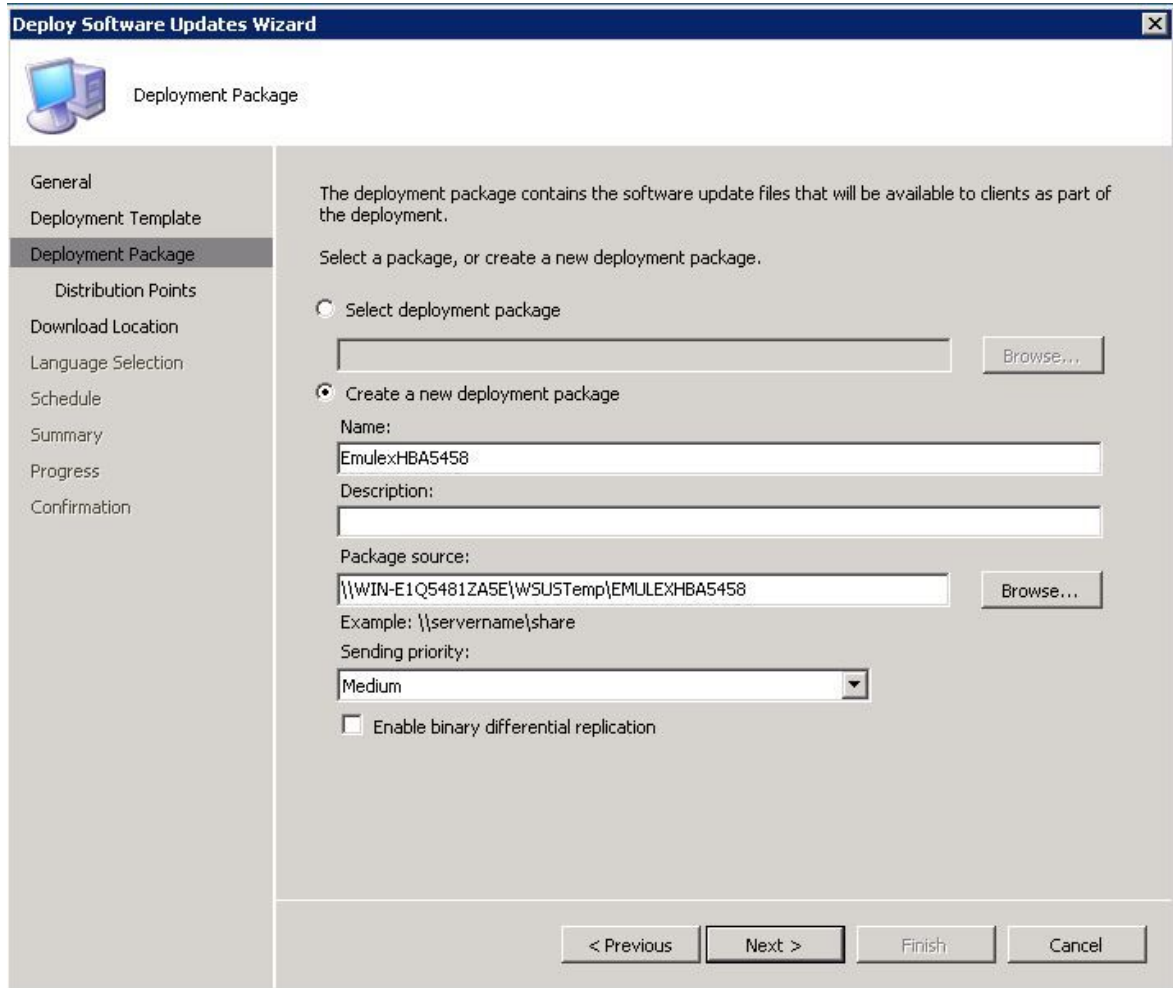 Deploy Software Updates Wizard
Deployment Package
General
Deployment Template
Deployment Package
Distribution Points
Download Location
Language Selection
Schedule
Summary
Progress
Confirmation
The deployment package contains the software update files that will be available to clients as part of
the deployment.
Select a package, or create a new deployment package.
Select deployment package
Browse...
Create a new deployment package
Name:
EmulexHBA5458
Description:
Package source:
\\WIN-E1Q5481ZA5E\WSUSTemp\EMULEXHBA5458
Browse...
Example: \\servername\share
Sending priority:
Medium
Enable binary differential replication
< Previous
Next >
Finish
Cancel